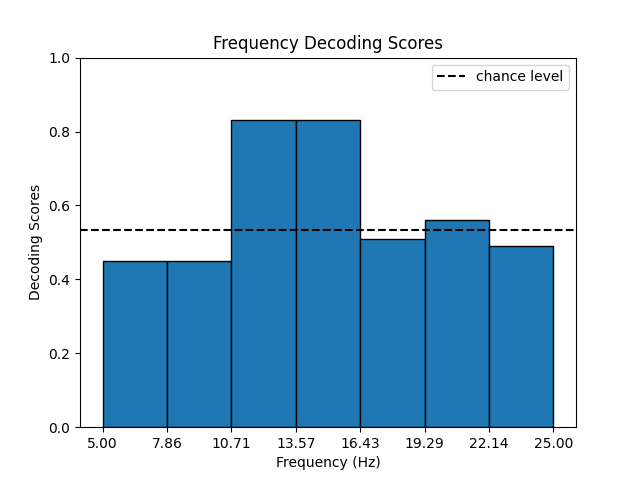 Frequency Decoding Scores
chance level
1.0
0.8
0.6
0.4
0.2
0.0
Decoding Scores
5.00 7.86 10.71 13.57 16.43 19.29 22.14 25.00
Frequency (Hz)